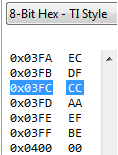 8-Bit Hex - TI Style
0x03FA EC
0x03FB DF
0x03FC CC
0x03FD AA
0x03FE EF
0x03FF BE
0x0400 00